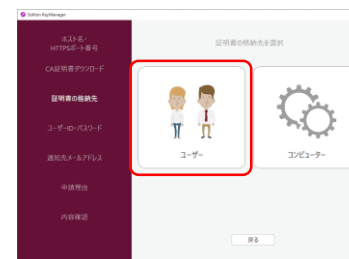 Soliton KeyManager
ホスト名・
HTTPSポート番号
CA証明書ダウンロード
証明書の格納先
ユーザーID・パスワード
通知先メールアドレス
申請理由
内容確認
証明書の格納先を選択
ユーザー
コンピューター
戻る